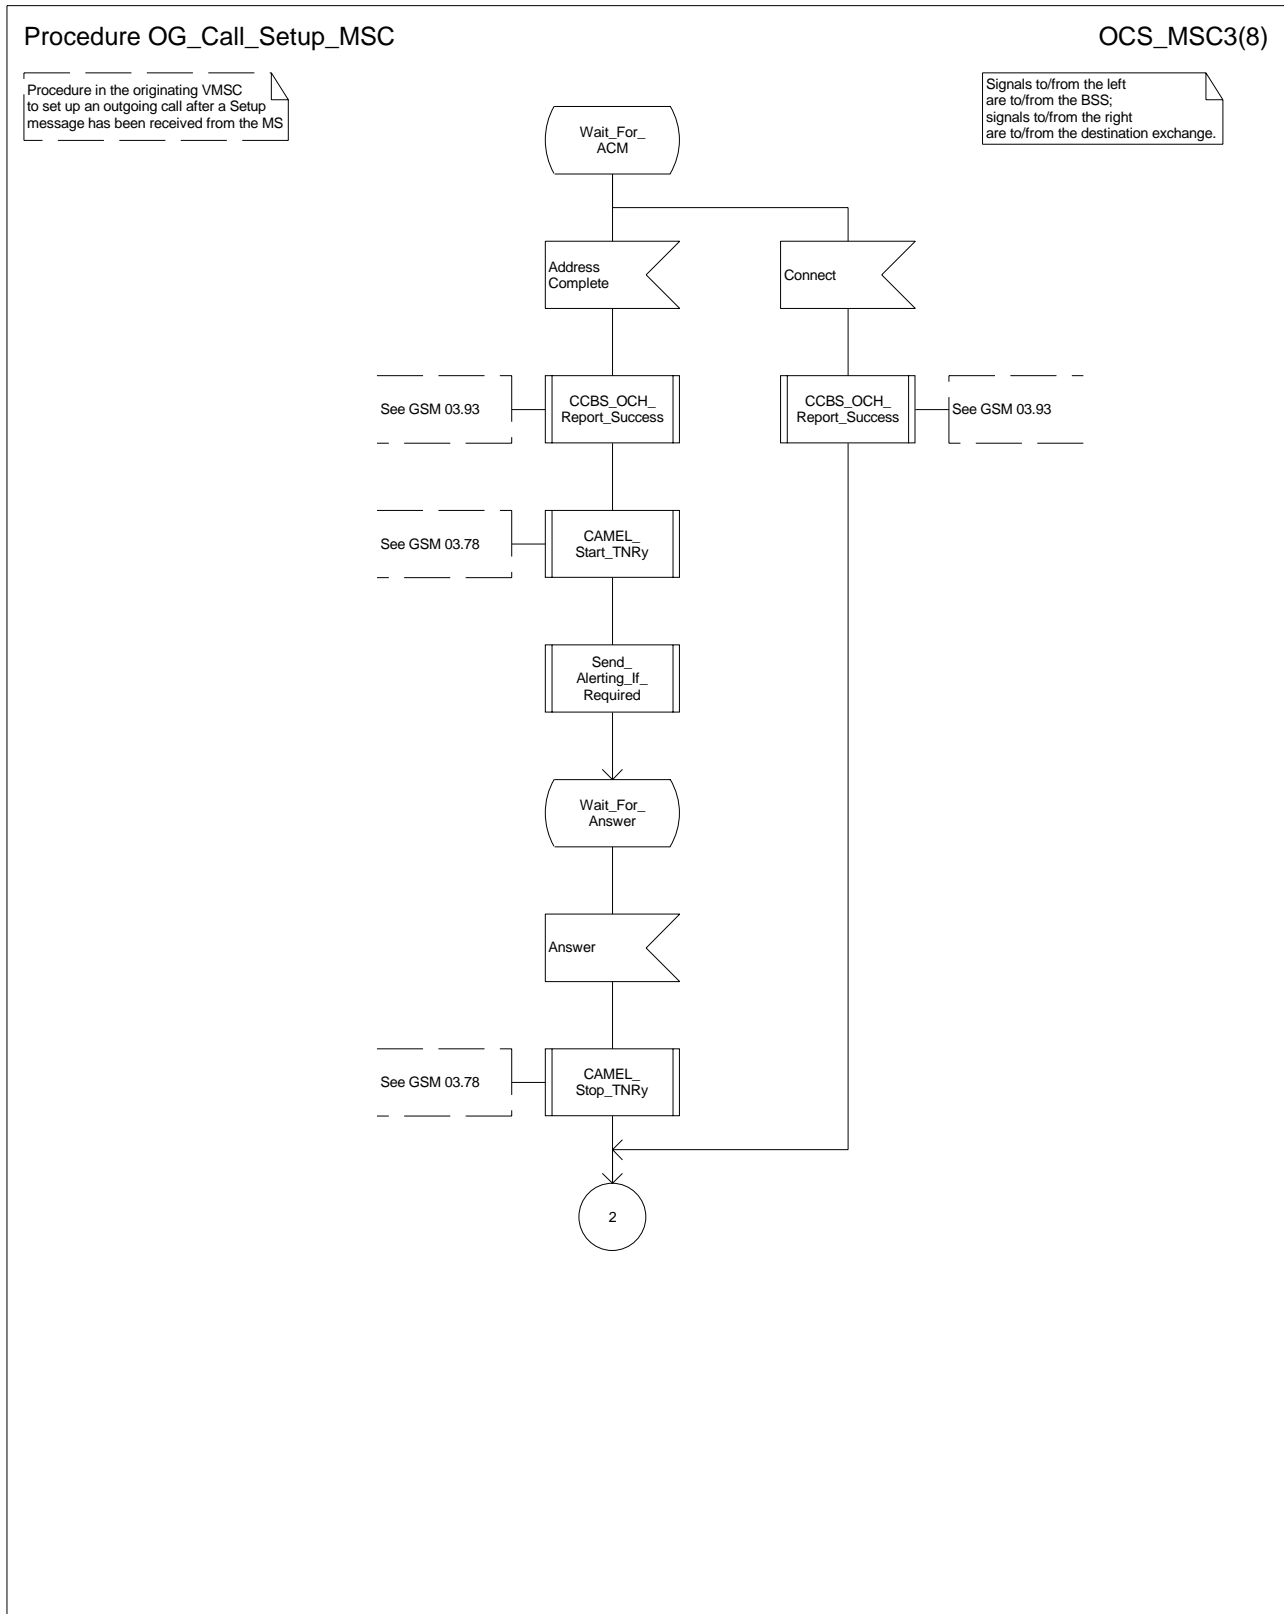 Procedure OG_Call_Setup_MSC
OCS_MSC3(8)
Procedure in the originating VMSC
to set up an outgoing call after a Setup
message has been received from the MS
Signals to/from the left
are to/from the BSS;
signals to/from the right
are to/from the destination exchange.
Wait_For_
ACM
Address
Complete
Connect
See GSM 03.93
CCBS_OCH_
Report_Success
CCBS_OCH_
Report_Success
See GSM 03.93
See GSM 03.78
CAMEL_
Start_TNRy
Send_
Alerting_If_
Required
Wait_For_
Answer
Answer
See GSM 03.78
CAMEL_
Stop_TNRy
2